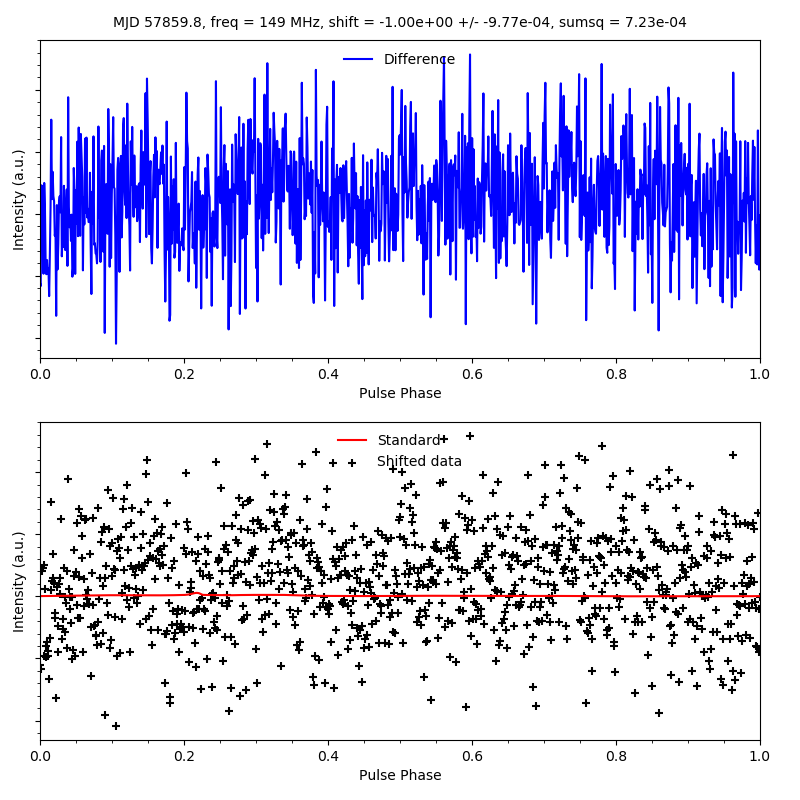 MJD 57859.8, freq = 149 MHz, shift = -1.00e+00 +/- -9.77e-04, sumsq = 7.23e-04
Difference
Intensity (a.u.)
0.0 0.2 0.4 0.6 0.8 1.0
Pulse Phase
Standard
Shifted data
Intensity (a.u.)
0.0 0.2 0.4 0.6 0.8 1.0
Pulse Phase